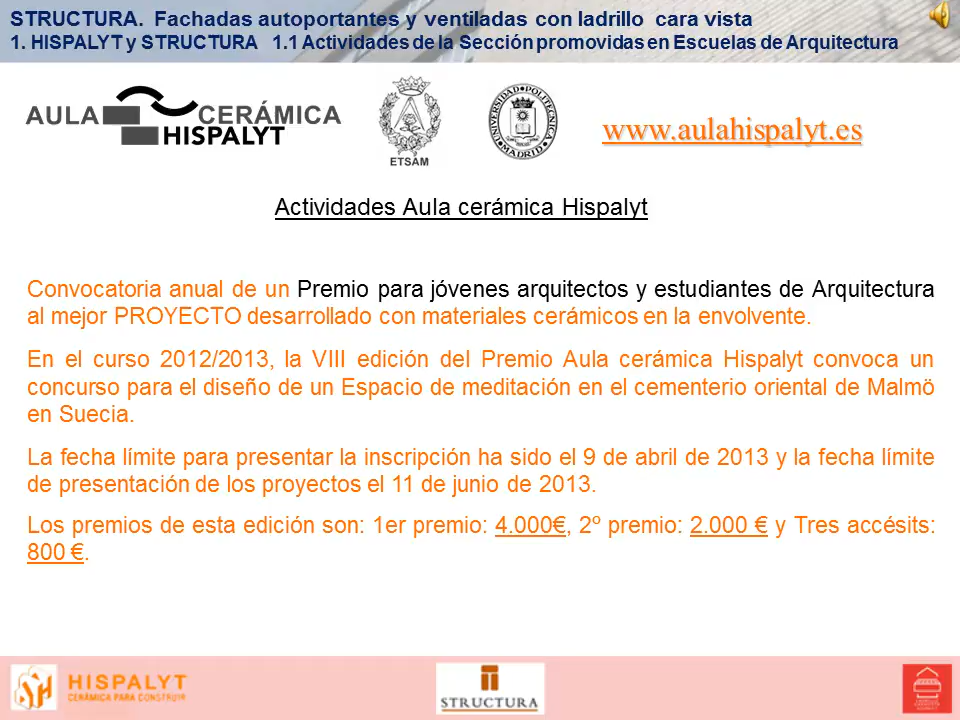 STRUCTURA. Fachadas autoportantes y ventiladas con ladrillo cara vista
1. HISPALYT y STRUCTURA 1.1 Actividades de la Sección promovidas en Escuelas de Arquitectura
AULA CERÁMICA
HISPALYT
ETSAM
UNIVERSIDAD POLITECNICA
MADRID
www.aulahispalyt.es
Actividades Aula cerámica Hispalyt
Convocatoria anual de un Premio para jóvenes arquitectos y estudiantes de Arquitectura
al mejor PROYECTO desarrollado con materiales cerámicos en la envolvente.
En el curso 2012/2013, la VIII edición del Premio Aula cerámica Hispalyt convoca un
concurso para el diseño de un Espacio de meditación en el cementerio oriental de Malmö
en Suecia.
La fecha límite para presentar la inscripción ha sido el 9 de abril de 2013 y la fecha límite
de presentación de los proyectos el 11 de junio de 2013.
Los premios de esta edición son: 1er premio: 4.000€, 2º premio: 2.000 € y Tres accésits:
800 €.
HISPALYT
CERÁMICA PARA CONSTRUIR
STRUCTURA